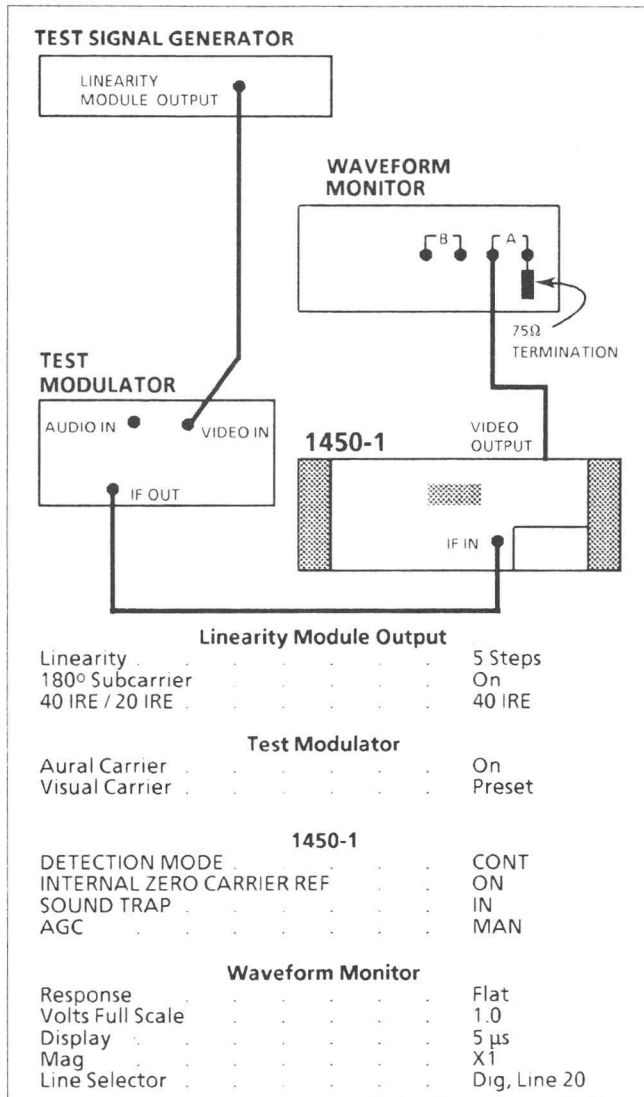 TEST SIGNAL GENERATOR
LINEARITY
MODULE OUTPUT
WAVEFORM
MONITOR
B
A
75Ω
TERMINATION
TEST
MODULATOR
AUDIO IN
VIDEO IN
IF OUT
1450-1
VIDEO
OUTPUT
IF IN
Linearity Module Output
Linearity . . . . . . . 5 Steps
180° Subcarrier . . . . . On
40 IRE / 20 IRE . . . . . 40 IRE
Test Modulator
Aural Carrier . . . . . . On
Visual Carrier . . . . . . Preset
1450-1
DETECTION MODE . . . . . CONT
INTERNAL ZERO CARRIER REF . . ON
SOUND TRAP . . . . . IN
AGC . . . . . . . MAN
Waveform Monitor
Response . . . . . . Flat
Volts Full Scale . . . . . 1.0
Display . . . . . . . 5 µs
Mag . . . . . . . X1
Line Selector . . . . . . Dig, Line 20